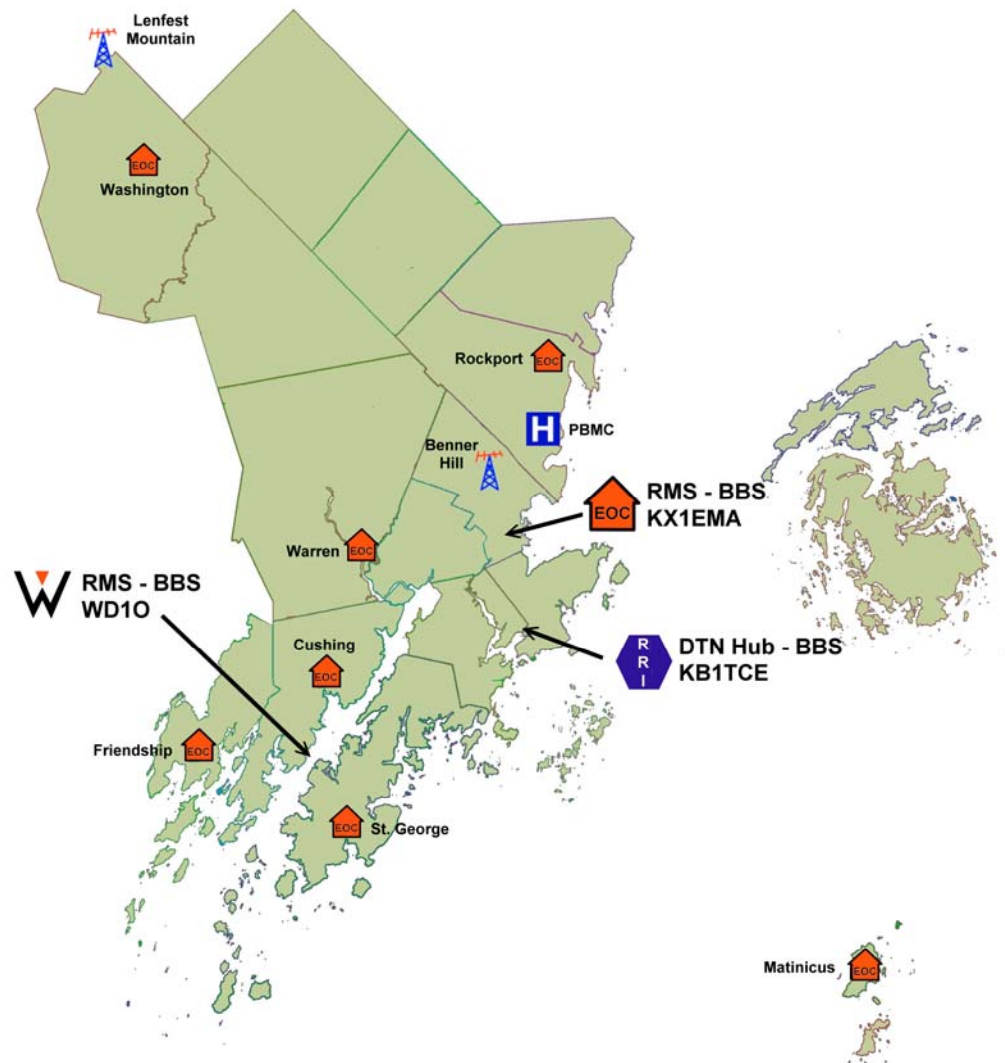 Lenfest
Mountain
EOC
Washington
Rockport
EOC
H
PBMC
Benner
Hill
EOC
RMS - BBS
KX1EMA
Warren
EOC
W
RMS - BBS
WD1O
Cushing
EOC
R
R
I
DTN Hub - BBS
KB1TCE
Friendship
EOC
EOC
St. George
Matinicus
EOC